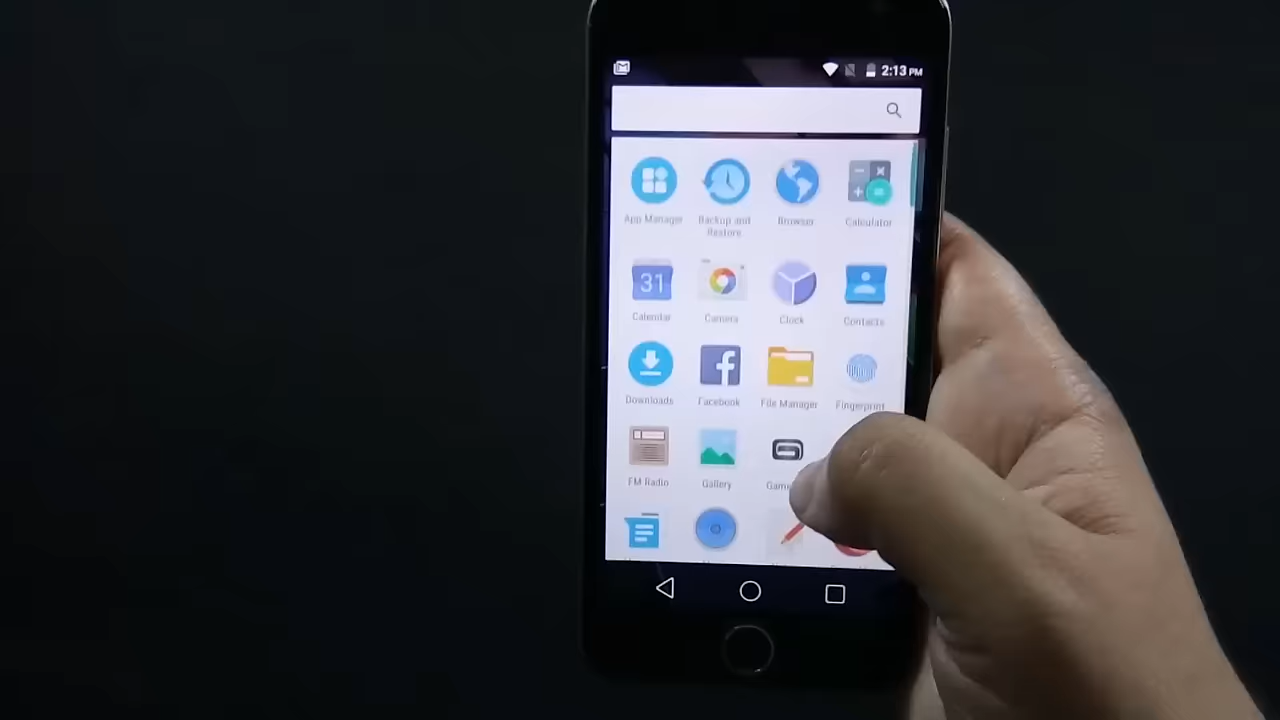 2:13 PM
App Manager
Backup and
Restore
Browser
Calculator
31
Calendar
Camera
Clock
Contacts
Downloads
Facebook
File Manager
Fingerprint
FM Radio
Gallery